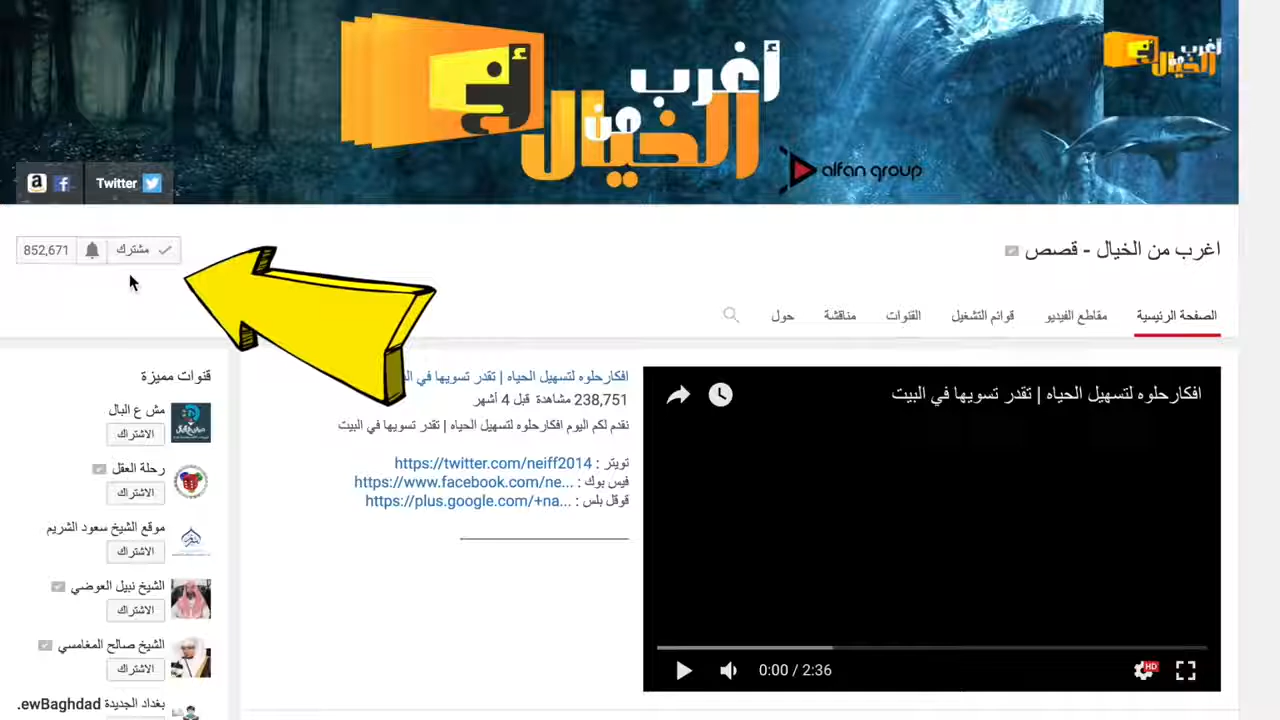 أغرب
من
الخيال
alfan group
أغرب
من
الخيال
Twitter
اغرب من الخيال - قصص
852,671
مشترك
الصفحة الرئيسية
مقاطع الفيديو
قوائم التشغيل
القنوات
مناقشة
حول
افكارحلوه لتسهيل الحياه | تقدر تسويها في
238,751 مشاهدة قبل 4 أشهر
نقدم لكم اليوم افكارحلوه لتسهيل الحياه | تقدر تسويها في البيت
تويتر : https://twitter.com/neiff2014
فيس بوك : https://www.facebook.com/ne...
قوقل بلس : https://plus.google.com/+na...
افكارحلوه لتسهيل الحياه | تقدر تسويها في البيت
0:00 / 2:36
HD
قنوات مميزة
مش ع البال
الاشتراك
رحلة العقل
الاشتراك
موقع الشيخ سعود الشريم
الاشتراك
الشيخ نبيل العوضي
الاشتراك
الشيخ صالح المغامسي
الاشتراك
بغداد الجديدة ewBaghdad.